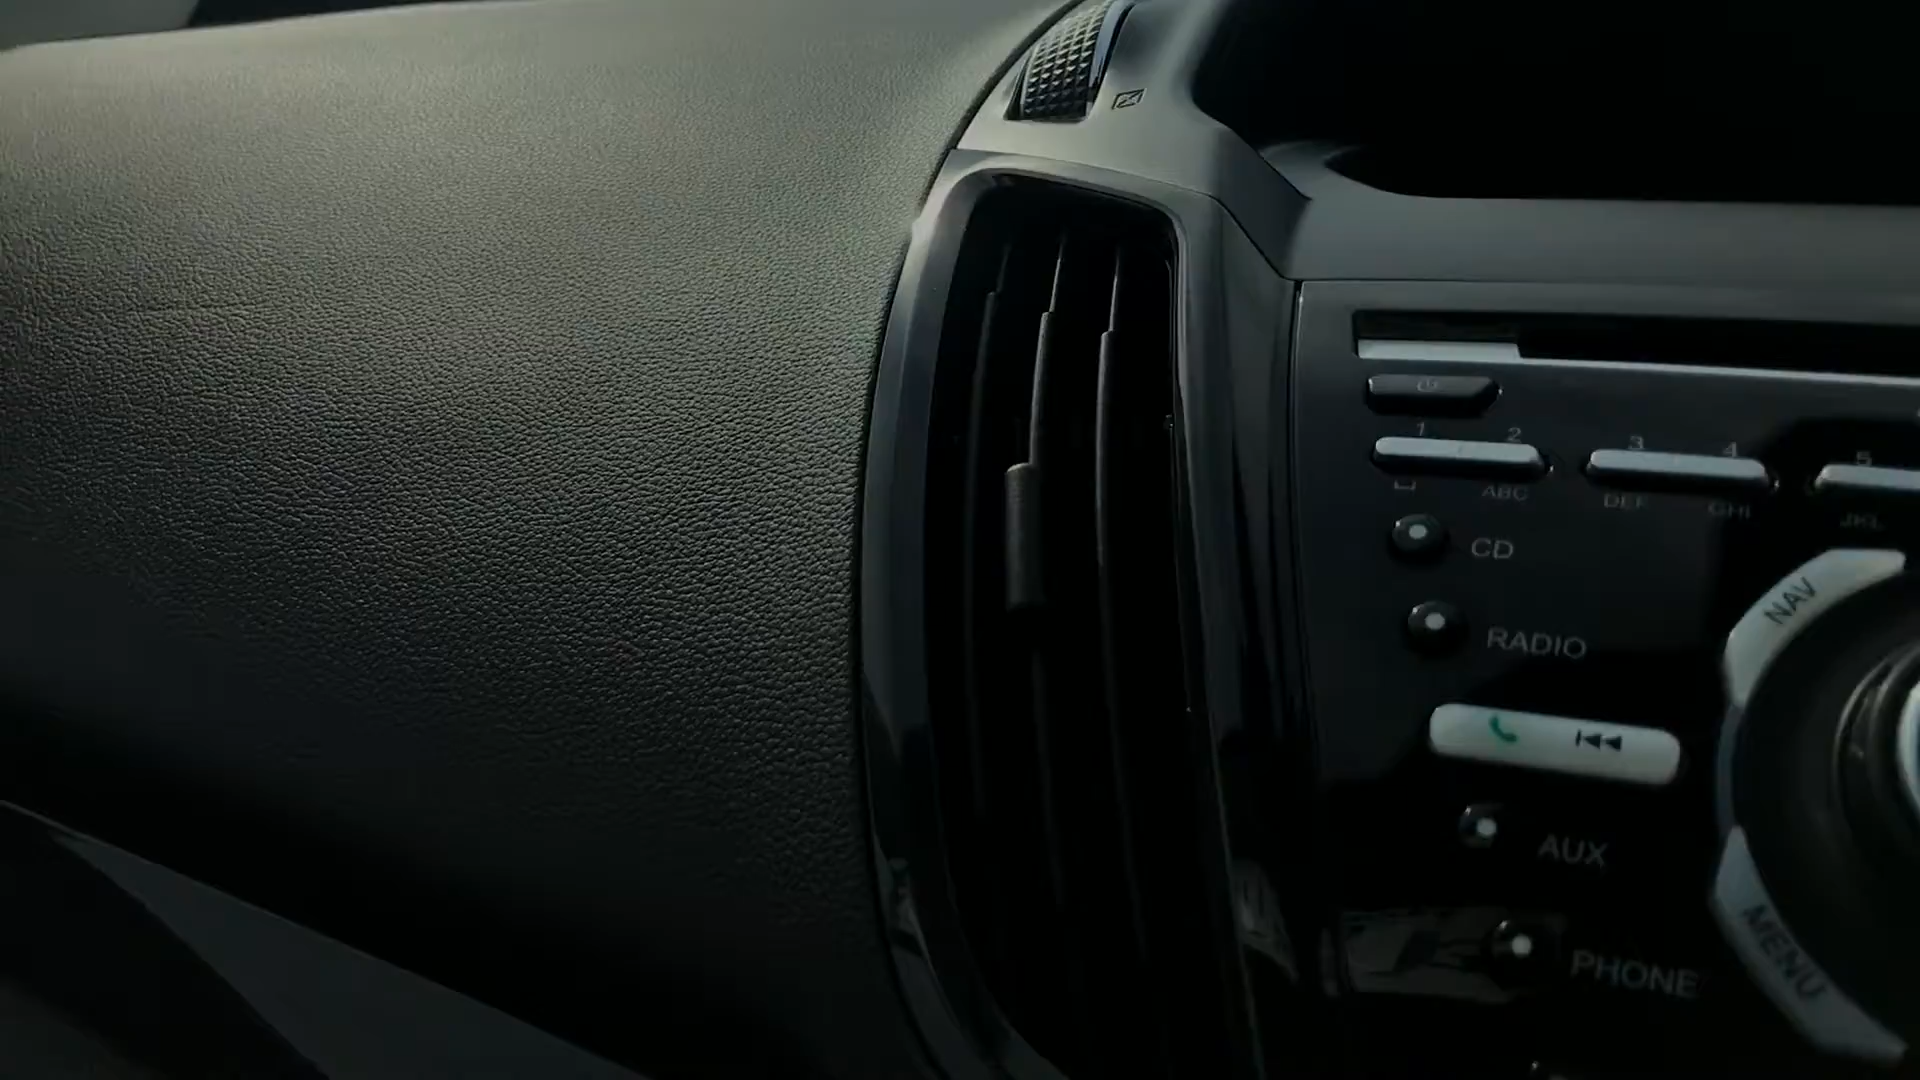 1 2 3 4 5
ABC DEF GHI JKL
CD
NAV
RADIO
AUX
MENU
PHONE